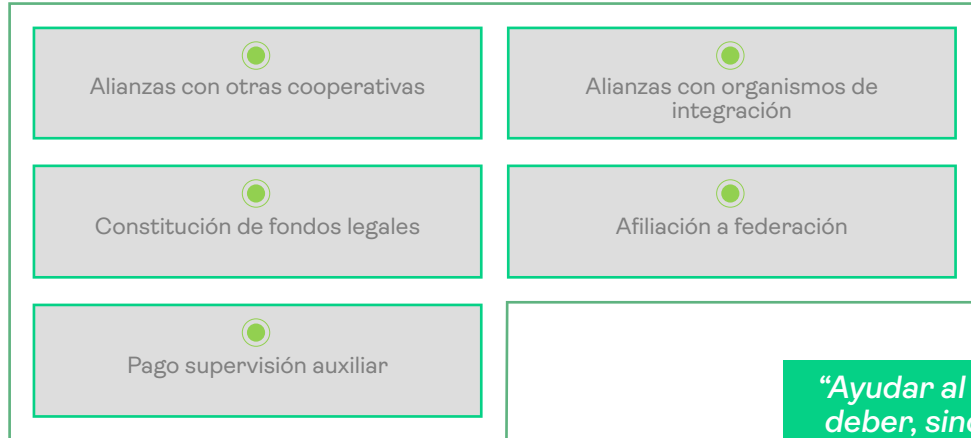 Alianzas con otras cooperativas
Alianzas con organismos de
integración
Constitución de fondos legales
Afiliación a federación
Pago supervisión auxiliar
“Ayudar al
deber, sino